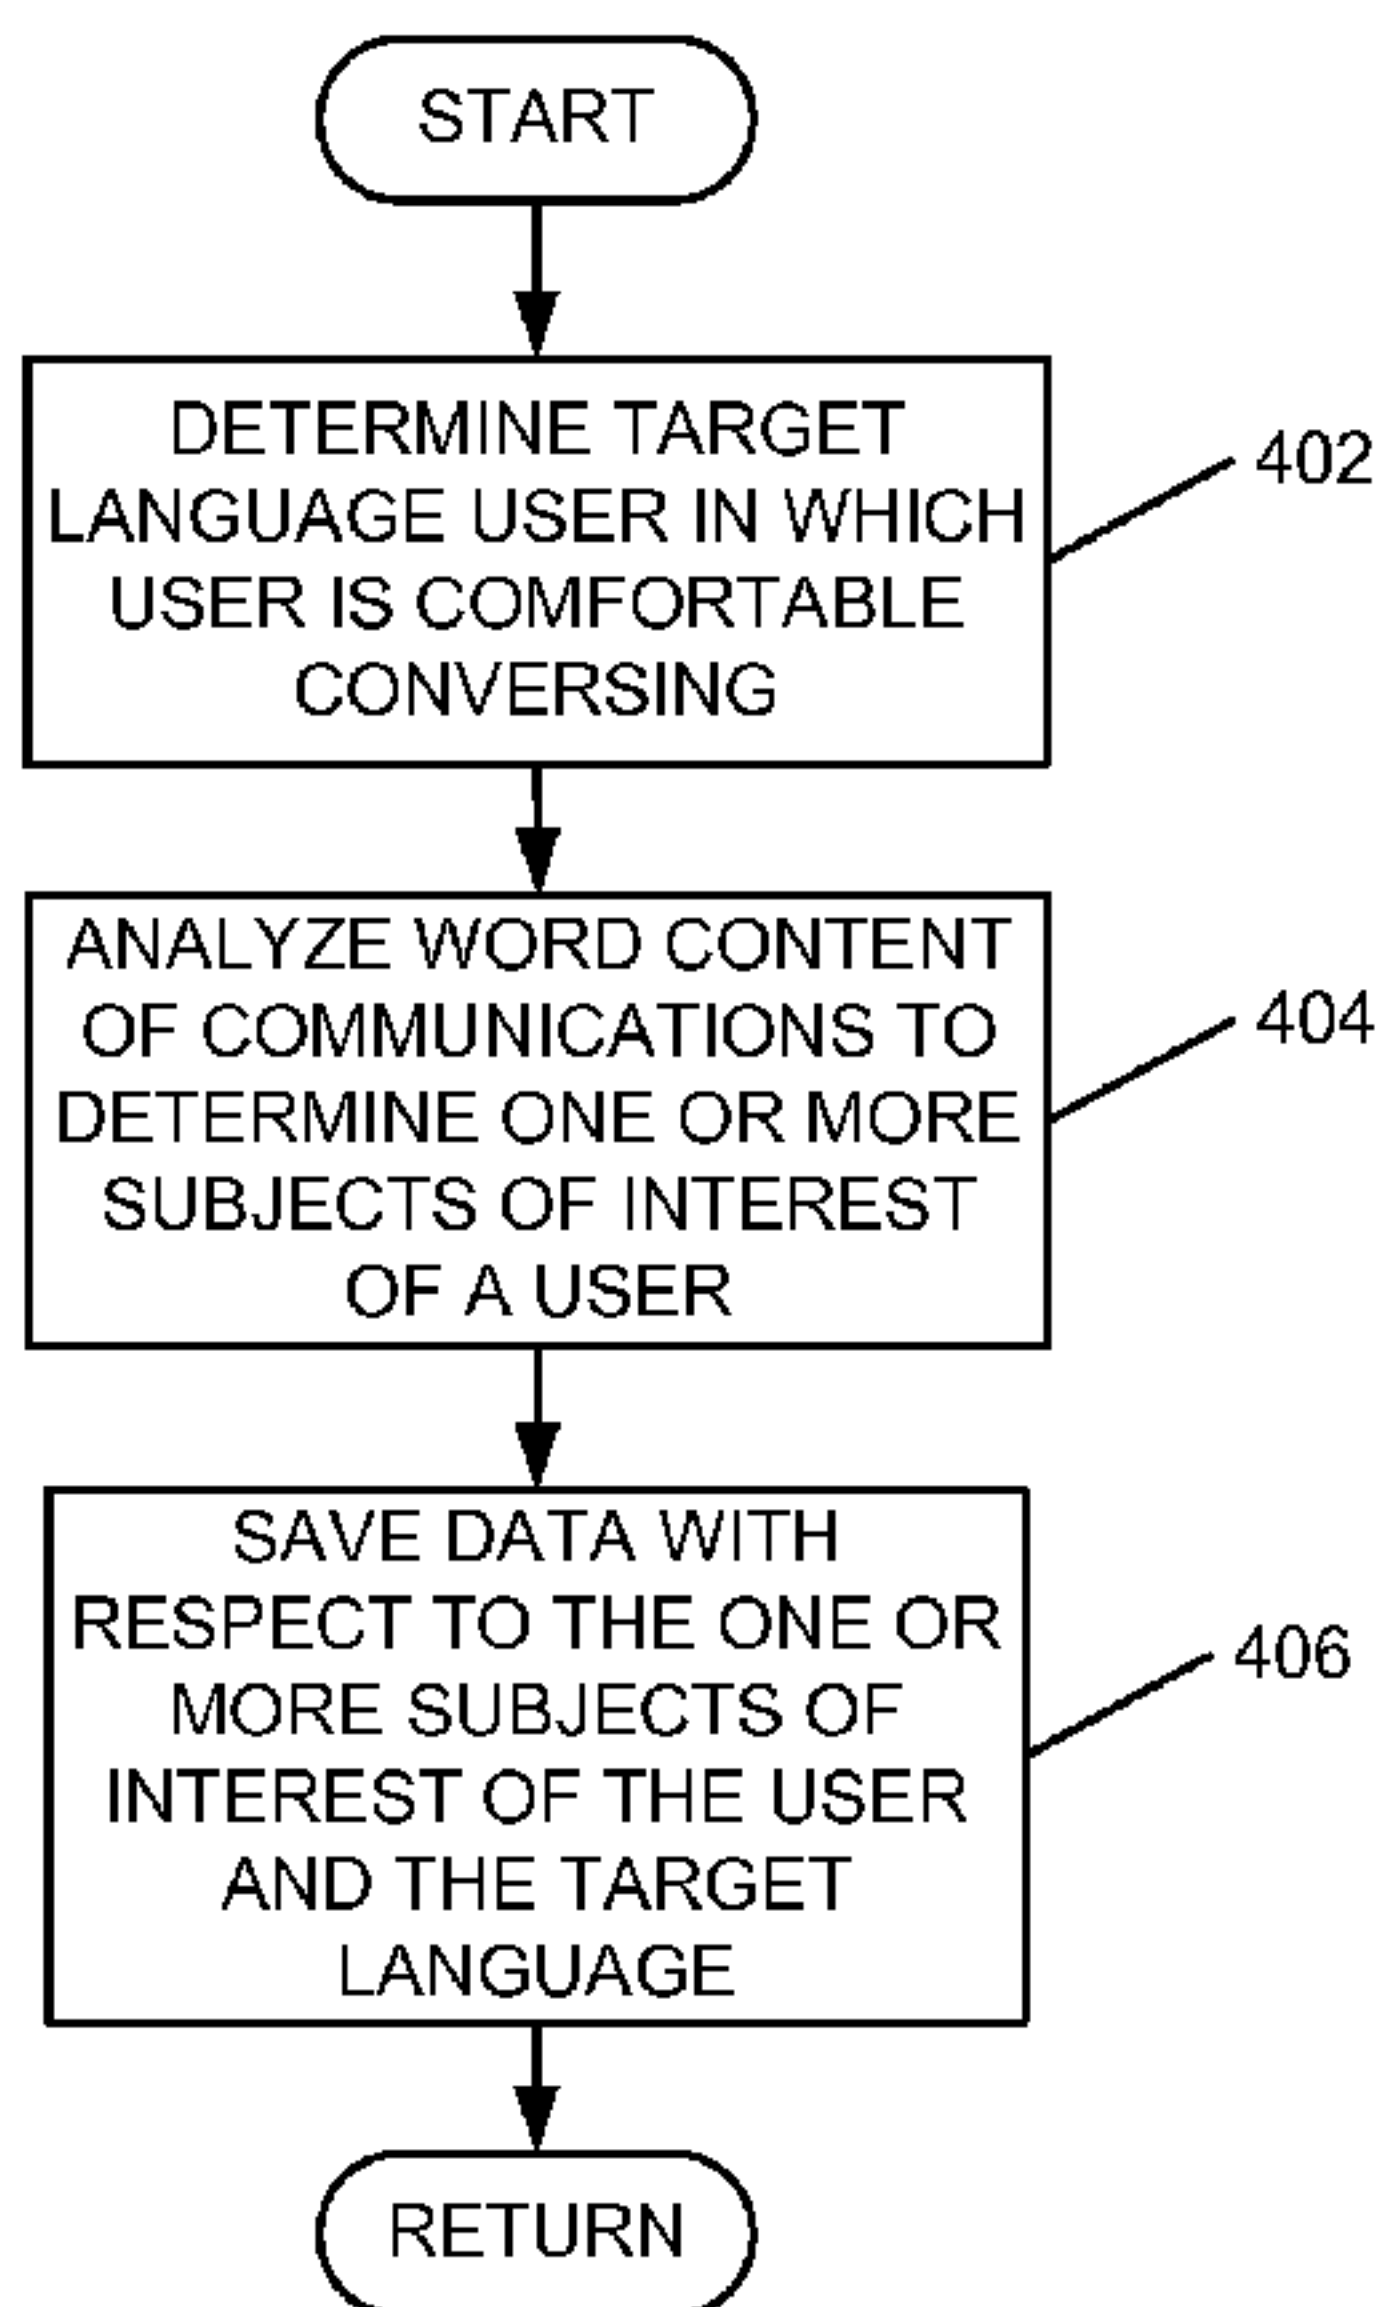 START
DETERMINE TARGET
LANGUAGE USER IN WHICH
USER IS COMFORTABLE
CONVERSING
402
ANALYZE WORD CONTENT
OF COMMUNICATIONS TO
DETERMINE ONE OR MORE
SUBJECTS OF INTEREST
OF A USER
404
SAVE DATA WITH
RESPECT TO THE ONE OR
MORE SUBJECTS OF
INTEREST OF THE USER
AND THE TARGET
LANGUAGE
406
RETURN